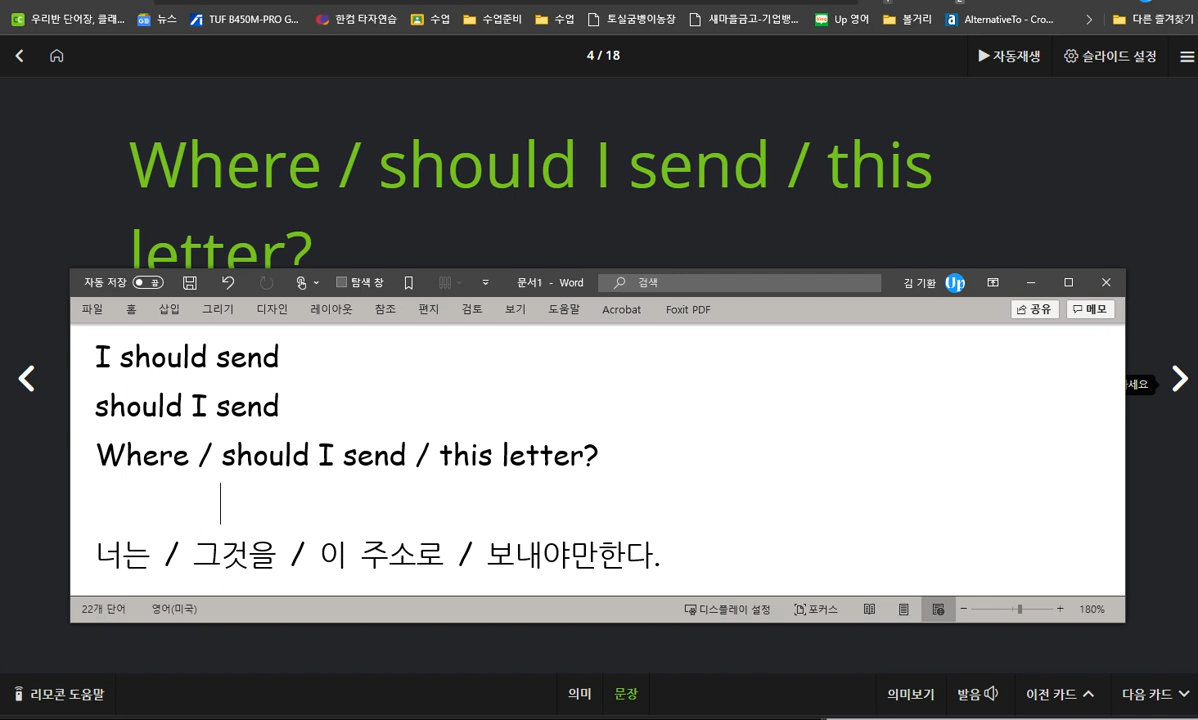 우리반 단어장, 클래... 뉴스 TUF B450M-PRO G... 한컴 타자연습 수업 수업준비 수업 토실굼벵이농장 새마을금고-기업뱅... Up 영어 볼거리 AlternativeTo - Cro... 다른 즐겨찾기
4 / 18 자동재생 슬라이드 설정
Where / should I send / this
letter?
자동 저장 끔 탐색 창 문서1 - Word 검색 김 기환 Up
파일 홈 삽입 그리기 디자인 레이아웃 참조 편지 검토 보기 도움말 Acrobat Foxit PDF 공유 메모
I should send
should I send
세요
Where / should I send / this letter?
너는 / 그것을 / 이 주소로 / 보내야만한다.
22개 단어 영어(미국) 디스플레이 설정 포커스 180%
리모콘 도움말 의미 문장 의미보기 발음 이전 카드 다음 카드